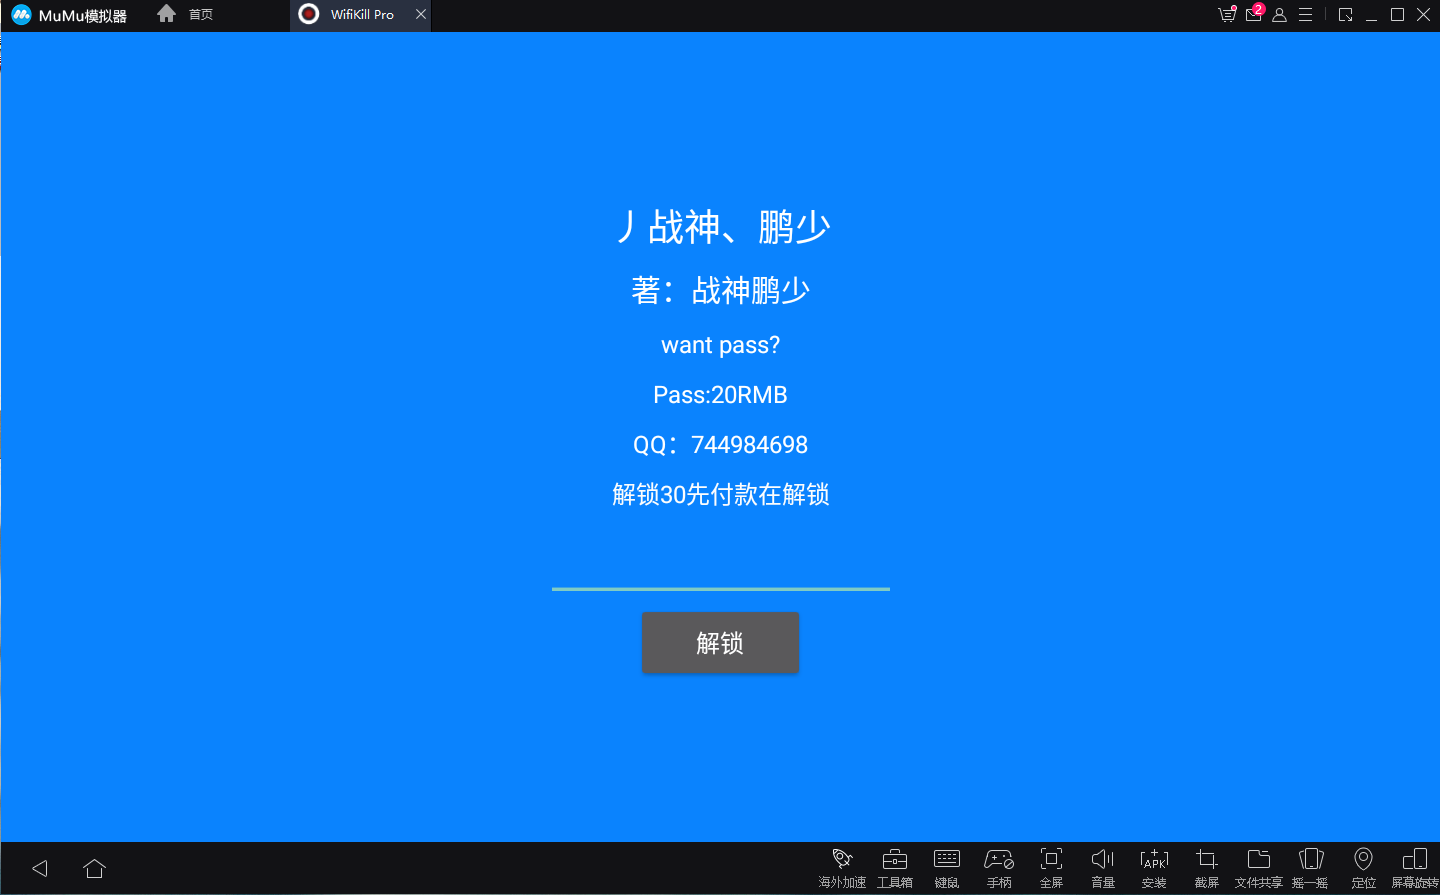 MuMu模拟器 首页 WifiKill Pro 2
丿战神、鹏少
著：战神鹏少
want pass?
Pass:20RMB
QQ：744984698
解锁30先付款在解锁
解锁
APK
海外加速 工具箱 键鼠 手柄 全屏 音量 安装 截屏 文件共享 摇一摇 定位 屏幕旋转